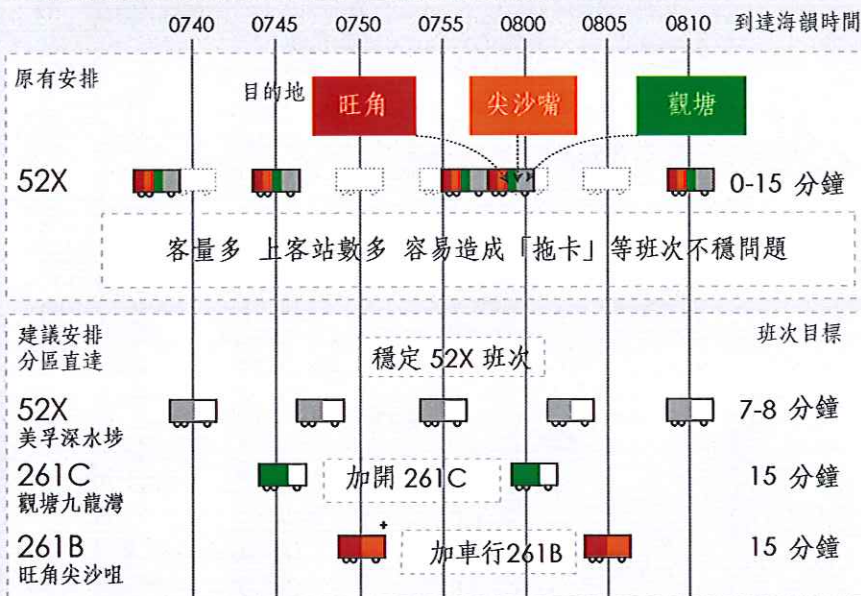 0740 0745 0750 0755 0800 0805 0810 到達海韻時間
原有安排
目的地 旺角 尖沙嘴 觀塘
52X 0-15 分鐘
客量多 上客站數多 容易造成「拖卡」等班次不穩問題
建議安排 班次目標
分區直達
穩定 52X 班次
52X 7-8 分鐘
美孚深水埗
261C 加開 261C 15 分鐘
觀塘九龍灣
+
261B 加車行261B 15 分鐘
旺角尖沙咀